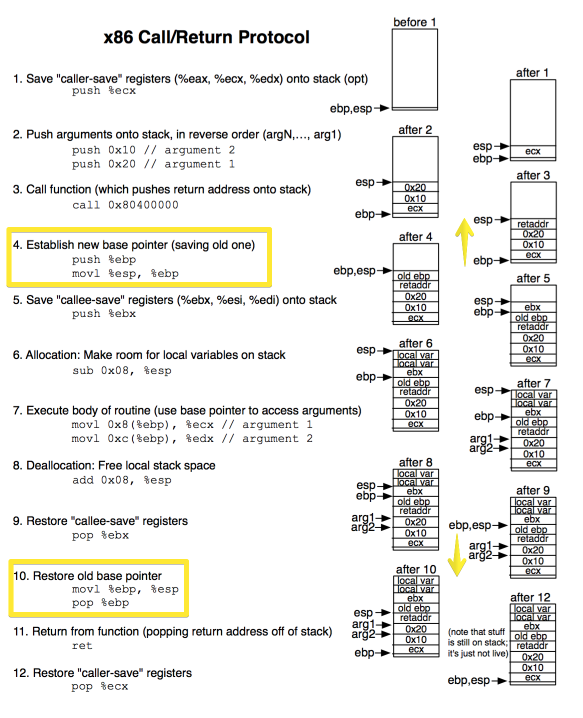 x86 Call/Return Protocol
1. Save "caller-save" registers (%eax, %ecx, %edx) onto stack (opt)
push %ecx
2. Push arguments onto stack, in reverse order (argN,..., arg1)
push 0x10 // argument 2
push 0x20 // argument 1
3. Call function (which pushes return address onto stack)
call 0x80400000
4. Establish new base pointer (saving old one)
push %ebp
movl %esp, %ebp
5. Save "callee-save" registers (%ebx, %esi, %edi) onto stack
push %ebx
6. Allocation: Make room for local variables on stack
sub 0x08, %esp
7. Execute body of routine (use base pointer to access arguments)
movl 0x8(%ebp), %ecx // argument 1
movl 0xc(%ebp), %edx // argument 2
8. Deallocation: Free local stack space
add 0x08, %esp
9. Restore "callee-save" registers
pop %ebx
10. Restore old base pointer
movl %ebp, %esp
pop %ebp
11. Return from function (popping return address off of stack)
ret
12. Restore "caller-save" registers
pop %ecx
before 1
ebp,esp
after 1
esp
ecx
ebp
after 2
esp
0x20
0x10
ecx
ebp
after 3
esp
retaddr
0x20
0x10
ecx
ebp
after 4
ebp,esp
old ebp
retaddr
0x20
0x10
ecx
after 5
esp
ebx
ebp
old ebp
retaddr
0x20
0x10
ecx
after 6
esp
local var
local var
ebx
ebp
old ebp
retaddr
0x20
0x10
ecx
after 7
esp
local var
local var
ebx
ebp
old ebp
retaddr
arg1
0x20
arg2
0x10
ecx
after 8
local var
local var
esp
ebx
ebp
old ebp
retaddr
arg1
0x20
arg2
0x10
ecx
after 9
local var
local var
ebx
ebp,esp
old ebp
retaddr
arg1
0x20
arg2
0x10
ecx
after 10
local var
local var
ebx
old ebp
esp
retaddr
arg1
0x20
arg2
0x10
ebp
ecx
after 12
local var
local var
ebx
old ebp
retaddr
0x20
0x10
ebp,esp
ecx
(note that stuff
is still on stack;
it's just not live)